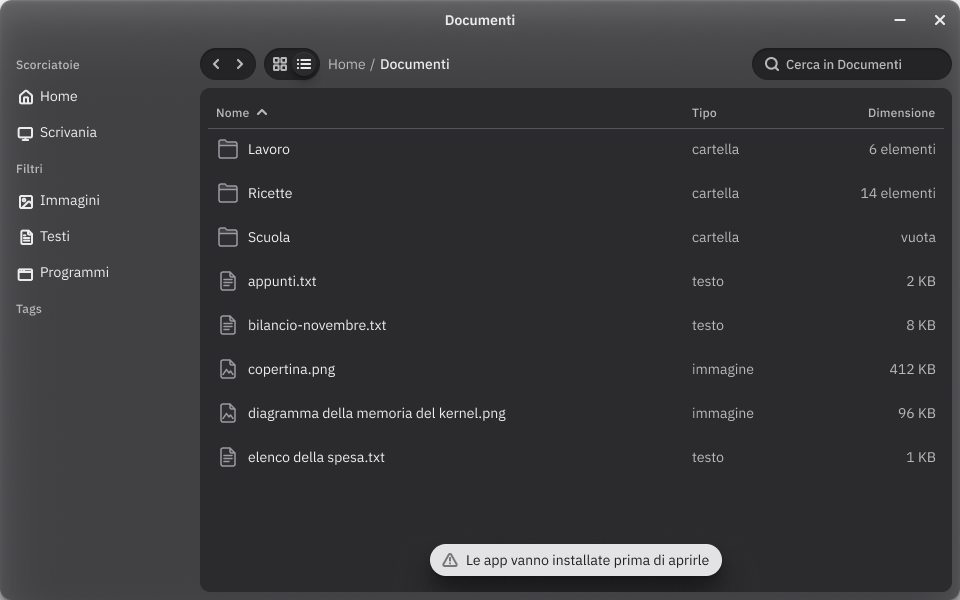 Documenti
Scorciatoie
Home
Scrivania
Filtri
Immagini
Testi
Programmi
Tags
Home / Documenti
Cerca in Documenti
Nome Tipo Dimensione
Lavoro cartella 6 elementi
Ricette cartella 14 elementi
Scuola cartella vuota
appunti.txt testo 2 KB
bilancio-novembre.txt testo 8 KB
copertina.png immagine 412 KB
diagramma della memoria del kernel.png immagine 96 KB
elenco della spesa.txt testo 1 KB
Le app vanno installate prima di aprirle